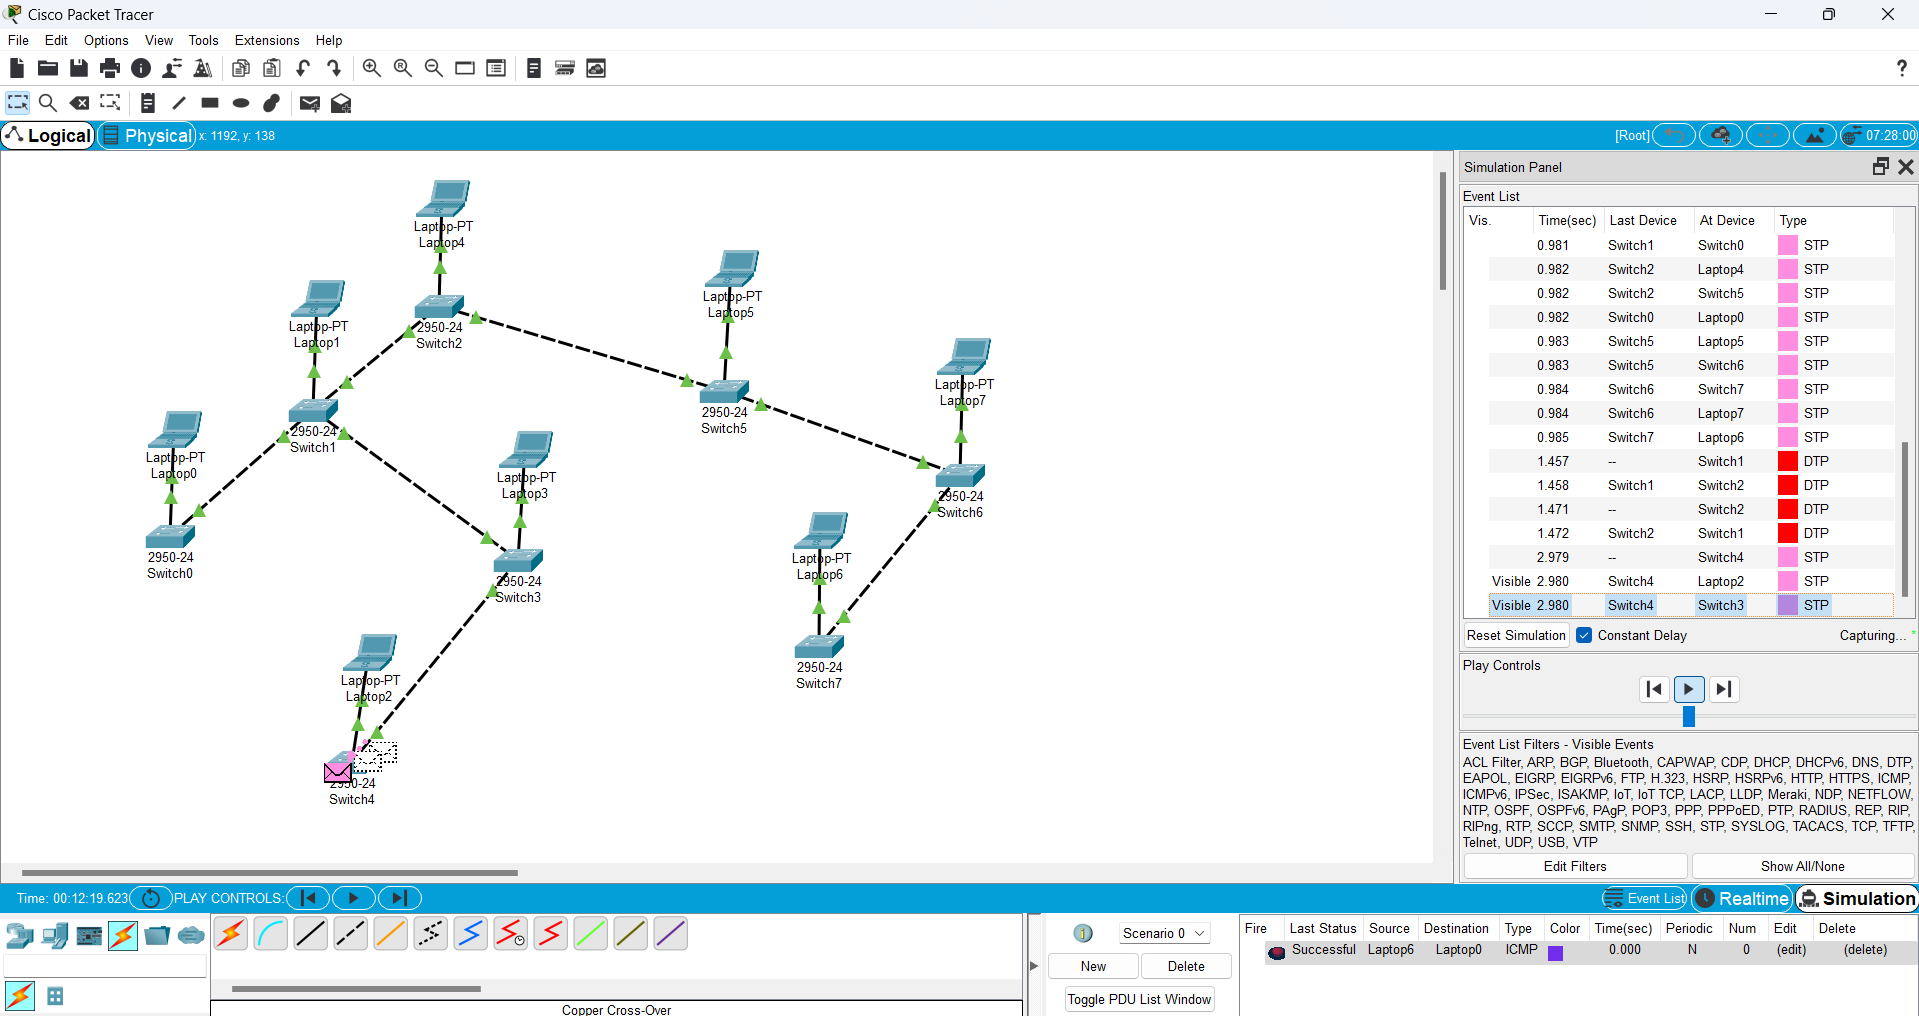 Cisco Packet Tracer
File Edit Options View Tools Extensions Help
Logical Physical x: 1192, y: 138 [Root] 07:28:00
Laptop-PT
Laptop4
2950-24
Switch2
Laptop-PT
Laptop5
2950-24
Switch5
Laptop-PT
Laptop1
2950-24
Switch1
Laptop-PT
Laptop7
2950-24
Switch6
Laptop-PT
Laptop0
2950-24
Switch0
Laptop-PT
Laptop3
2950-24
Switch3
Laptop-PT
Laptop6
2950-24
Switch7
Laptop-PT
Laptop2
2950-24
Switch4
Simulation Panel
Event List
Vis. Time(sec) Last Device At Device Type
0.981 Switch1 Switch0 STP
0.982 Switch2 Laptop4 STP
0.982 Switch2 Switch5 STP
0.982 Switch0 Laptop0 STP
0.983 Switch5 Laptop5 STP
0.983 Switch5 Switch6 STP
0.984 Switch6 Switch7 STP
0.984 Switch6 Laptop7 STP
0.985 Switch7 Laptop6 STP
1.457 -- Switch1 DTP
1.458 Switch1 Switch2 DTP
1.471 -- Switch2 DTP
1.472 Switch2 Switch1 DTP
2.979 -- Switch4 STP
Visible 2.980 Switch4 Laptop2 STP
Visible 2.980 Switch4 Switch3 STP
Reset Simulation Constant Delay Capturing...
Play Controls
Event List Filters - Visible Events
ACL Filter, ARP, BGP, Bluetooth, CAPWAP, CDP, DHCP, DHCPv6, DNS, DTP,
EAPOL, EIGRP, EIGRPv6, FTP, H.323, HSRP, HSRPv6, HTTP, HTTPS, ICMP,
ICMPv6, IPSec, ISAKMP, IoT, IoT TCP, LACP, LLDP, Meraki, NDP, NETFLOW,
NTP, OSPF, OSPFv6, PAgP, POP3, PPP, PPPoED, PTP, RADIUS, REP, RIP,
RIPng, RTP, SCCP, SMTP, SNMP, SSH, STP, SYSLOG, TACACS, TCP, TFTP,
Telnet, UDP, USB, VTP
Edit Filters Show All/None
Time: 00:12:19.623 PLAY CONTROLS: Event List Realtime Simulation
Scenario 0
New Delete
Toggle PDU List Window
Fire Last Status Source Destination Type Color Time(sec) Periodic Num Edit Delete
Successful Laptop6 Laptop0 ICMP 0.000 N 0 (edit) (delete)
Copper Cross-Over